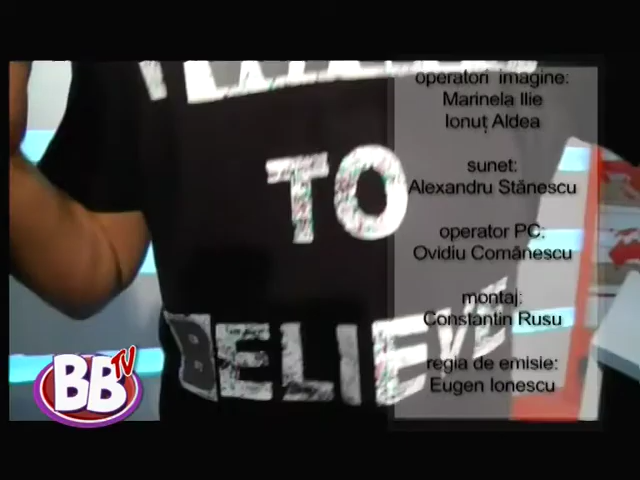 TO
BELIEVE
operatori imagine:
Marinela Ilie
Ionuț Aldea
sunet:
Alexandru Stănescu
operator PC:
Ovidiu Comănescu
montaj:
Constantin Rusu
regia de emisie:
Eugen Ionescu
BB TV